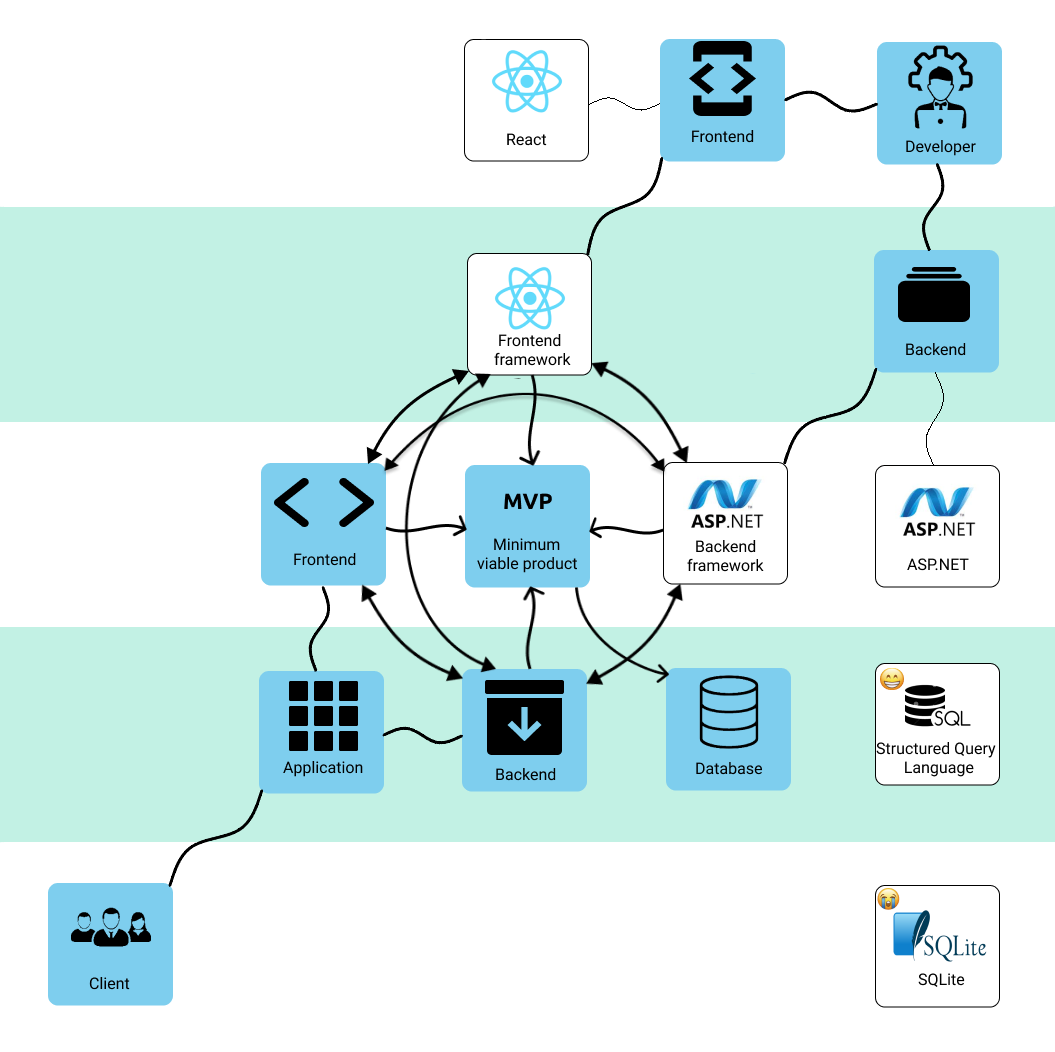 React
Frontend
Developer
Frontend
framework
Backend
Frontend
MVP
Minimum
viable product
ASP.NET
Backend
framework
ASP.NET
ASP.NET
Application
Backend
Database
SQL
Structured Query
Language
Client
SQLite
SQLite